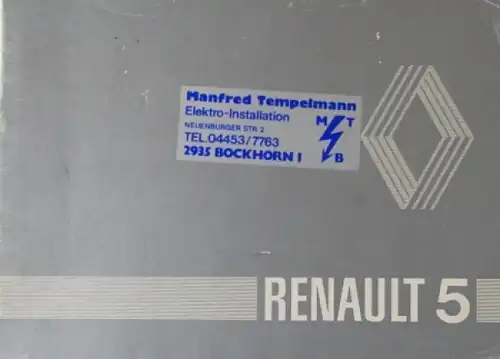 Manfred Tempelmann
Elektro-Installation
NEUENBURGER STR. 2
TEL. 04453/7763
2935 BOCKHORN 1
M T
B
RENAULT 5